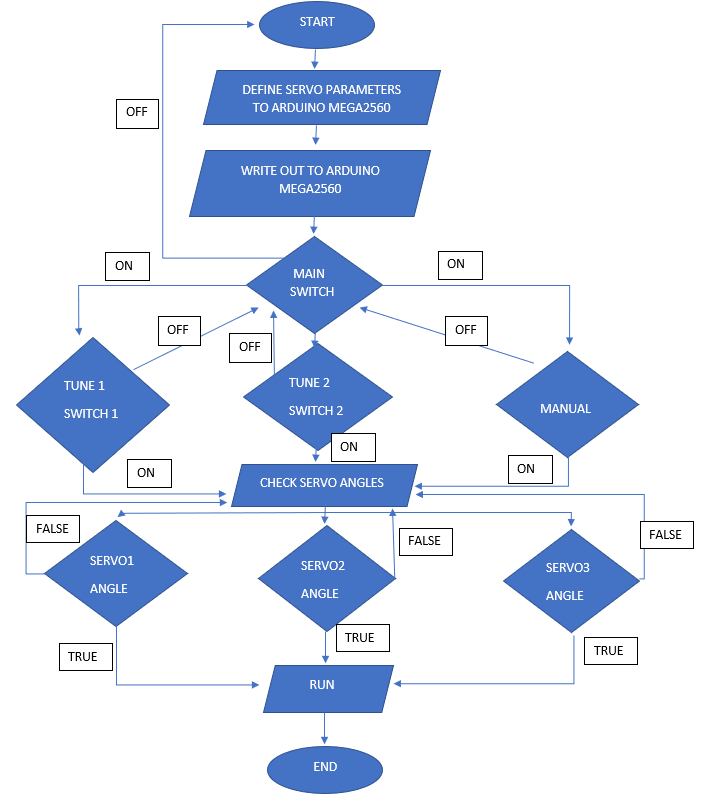 START
OFF
DEFINE SERVO PARAMETERS
TO ARDUINO MEGA2560
WRITE OUT TO ARDUINO
MEGA2560
ON
MAIN
SWITCH
ON
OFF
OFF
OFF
TUNE 1
SWITCH 1
TUNE 2
SWITCH 2
MANUAL
ON
ON
ON
CHECK SERVO ANGLES
FALSE
FALSE
FALSE
SERVO1
ANGLE
SERVO2
ANGLE
SERVO3
ANGLE
TRUE
TRUE
TRUE
RUN
END